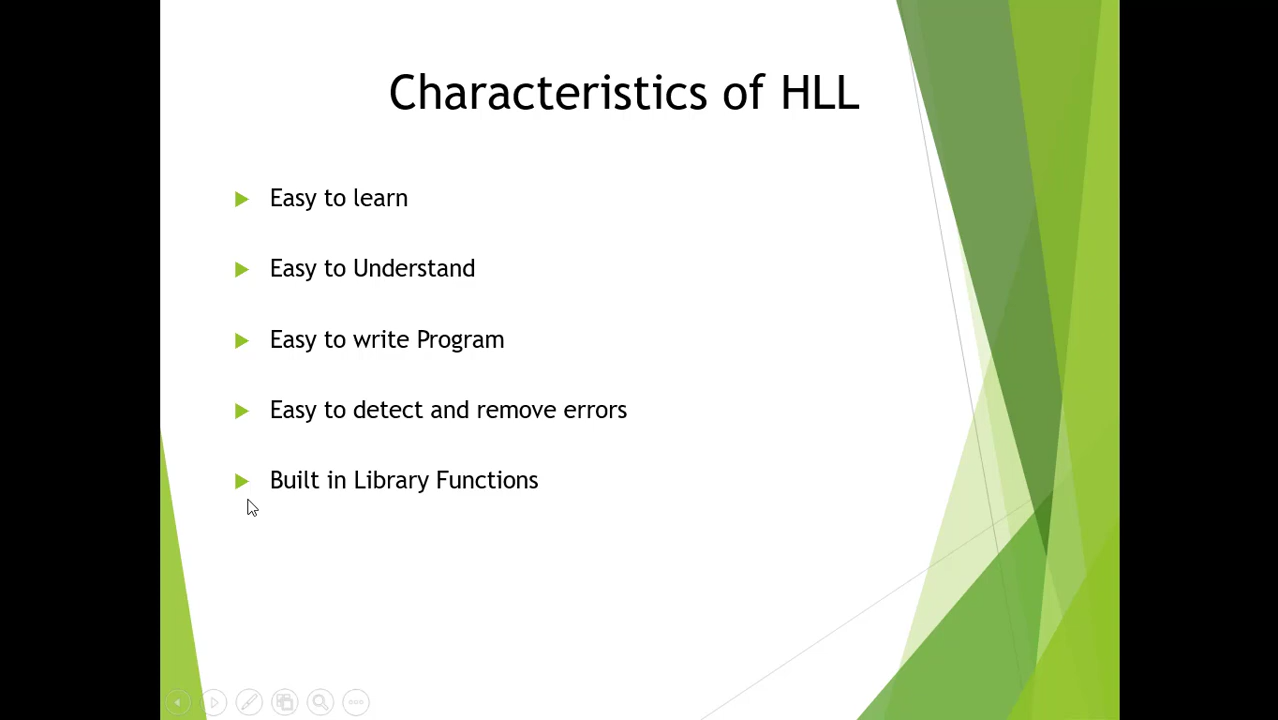 Characteristics of HLL
Easy to learn
Easy to Understand
Easy to write Program
Easy to detect and remove errors
Built in Library Functions